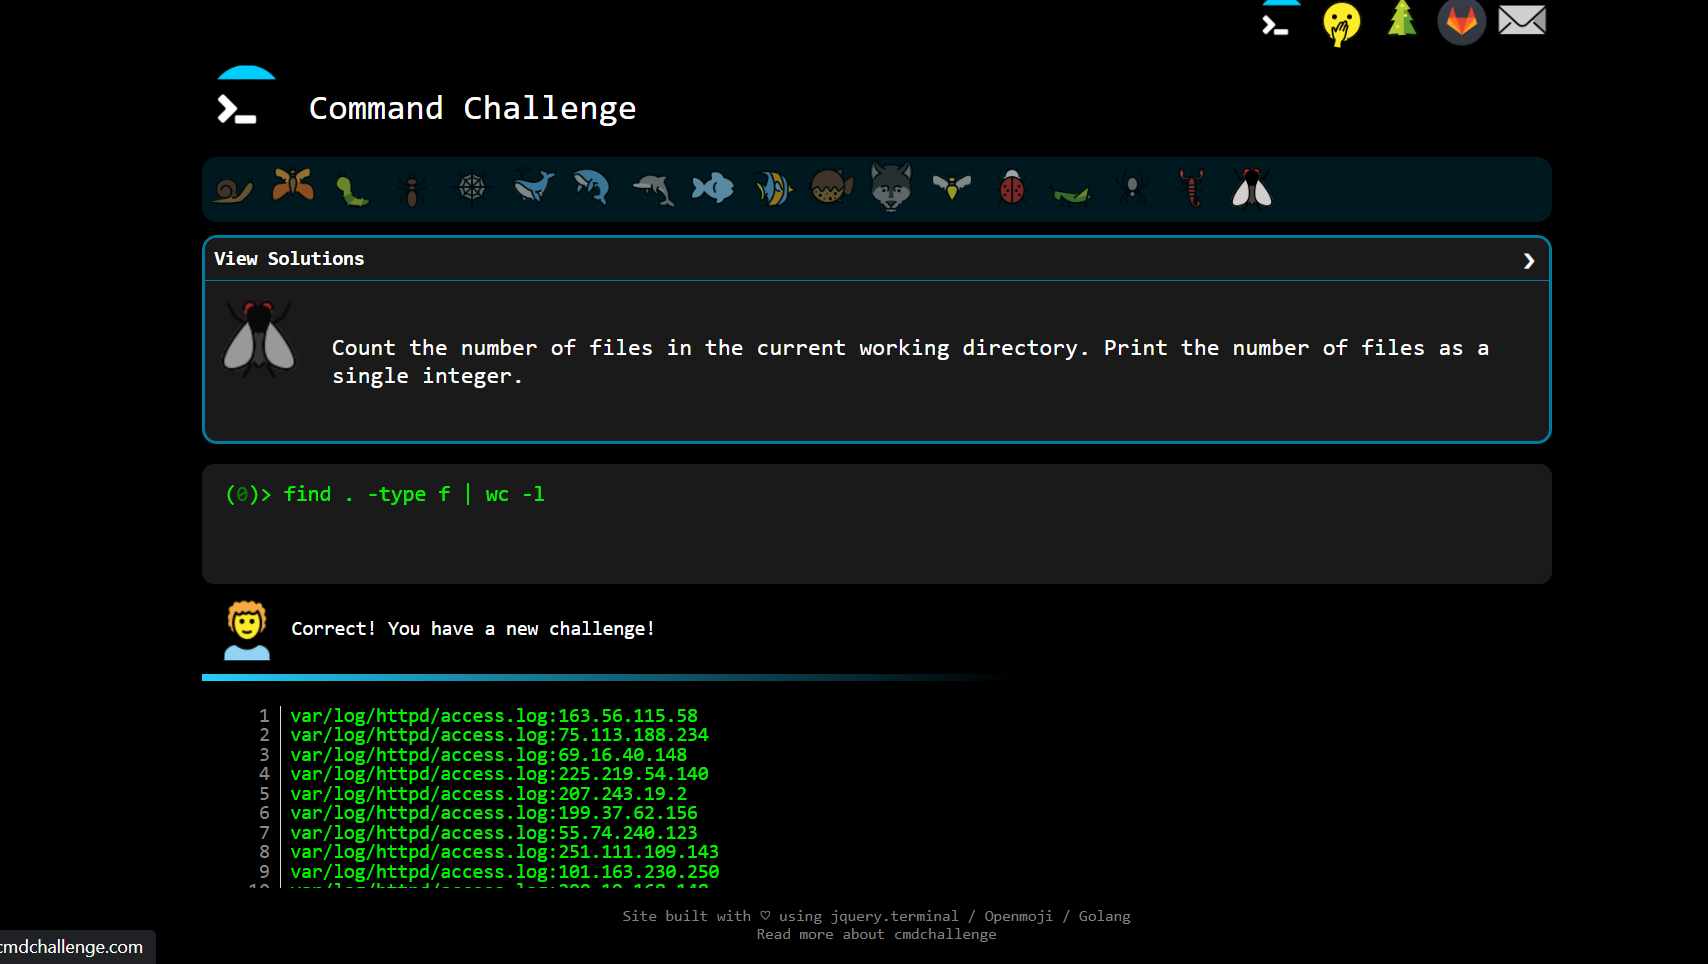 Command Challenge
View Solutions
Count the number of files in the current working directory. Print the number of files as a
single integer.
(0)> find . -type f | wc -l
Correct! You have a new challenge!
1 var/log/httpd/access.log:163.56.115.58
2 var/log/httpd/access.log:75.113.188.234
3 var/log/httpd/access.log:69.16.40.148
4 var/log/httpd/access.log:225.219.54.140
5 var/log/httpd/access.log:207.243.19.2
6 var/log/httpd/access.log:199.37.62.156
7 var/log/httpd/access.log:55.74.240.123
8 var/log/httpd/access.log:251.111.109.143
9 var/log/httpd/access.log:101.163.230.250
Site built with ♡ using jquery.terminal / Openmoji / Golang
Read more about cmdchallenge
cmdchallenge.com